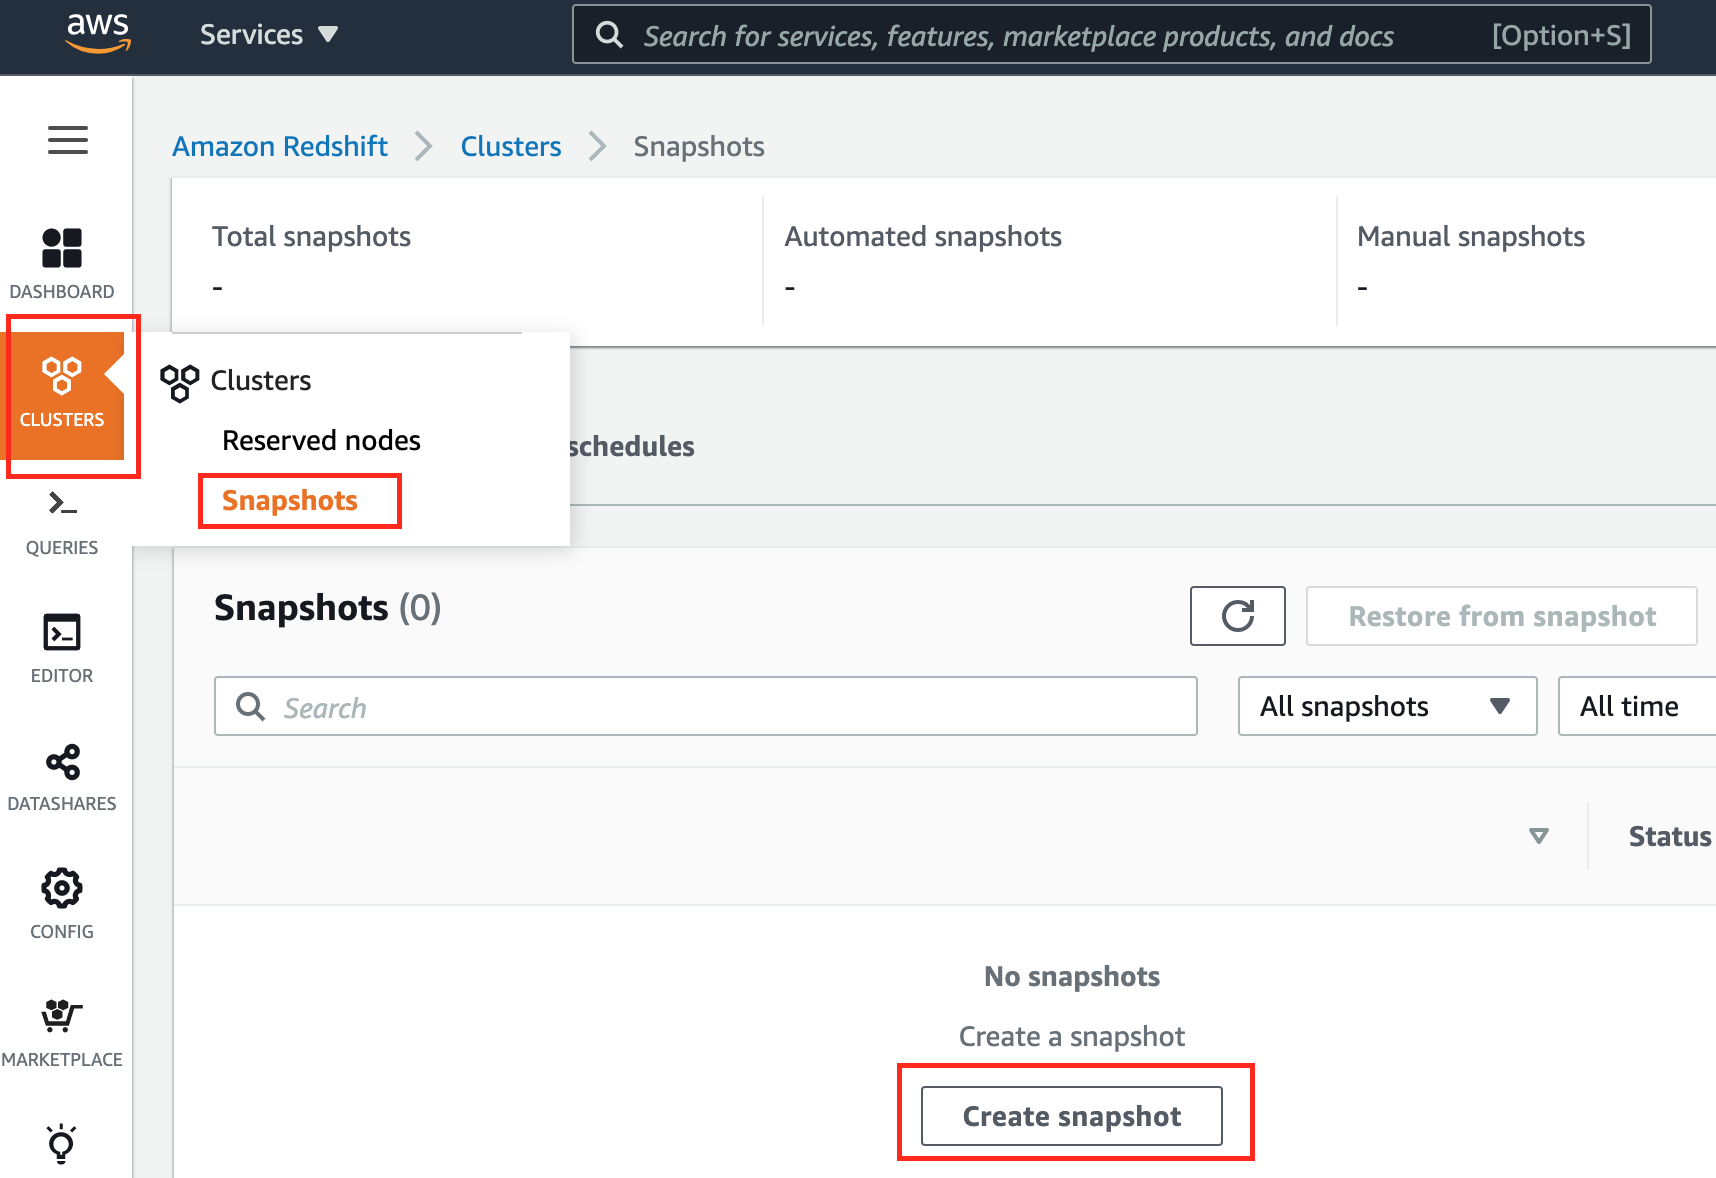 aws
Services
Search for services, features, marketplace products, and docs
[Option+S]
Amazon Redshift
Clusters
Snapshots
Total snapshots
-
Automated snapshots
-
Manual snapshots
-
DASHBOARD
CLUSTERS
QUERIES
EDITOR
DATASHARES
CONFIG
MARKETPLACE
Clusters
Reserved nodes
Snapshots
schedules
Snapshots (0)
Restore from snapshot
Search
All snapshots
All time
Status
No snapshots
Create a snapshot
Create snapshot